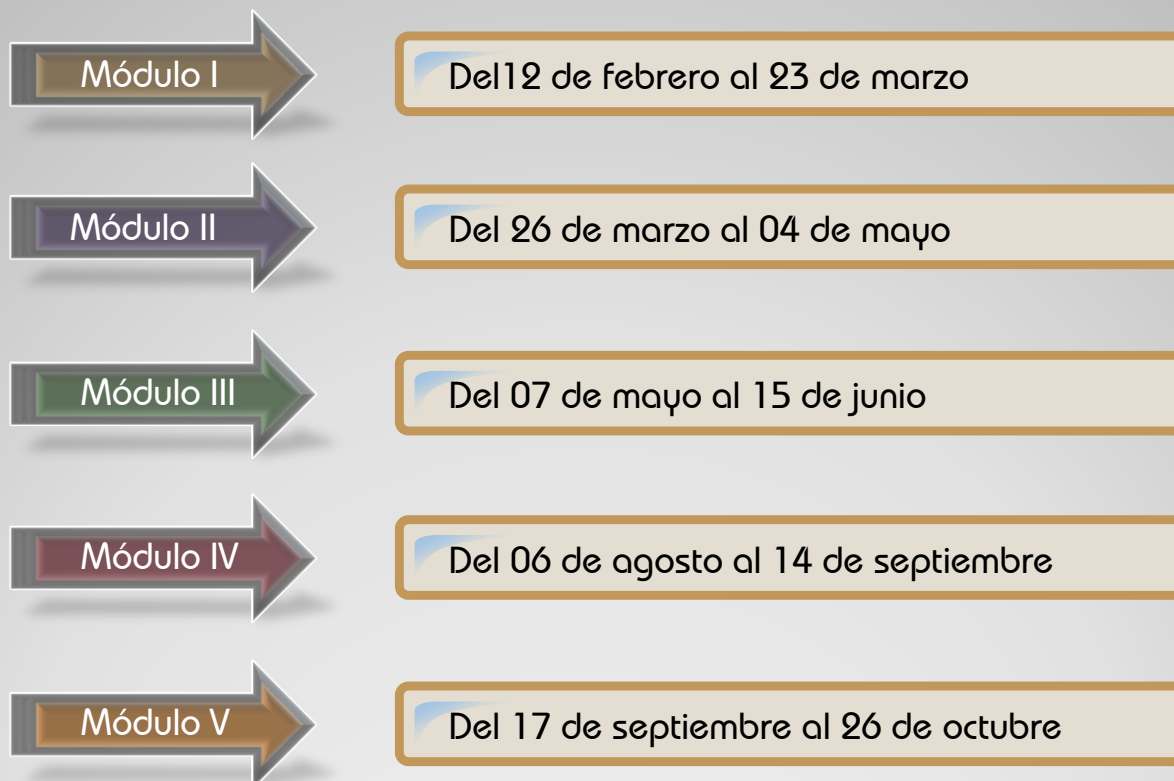 Módulo I
Del12 de febrero al 23 de marzo
Módulo II
Del 26 de marzo al 04 de mayo
Módulo III
Del 07 de mayo al 15 de junio
Módulo IV
Del 06 de agosto al 14 de septiembre
Módulo V
Del 17 de septiembre al 26 de octubre